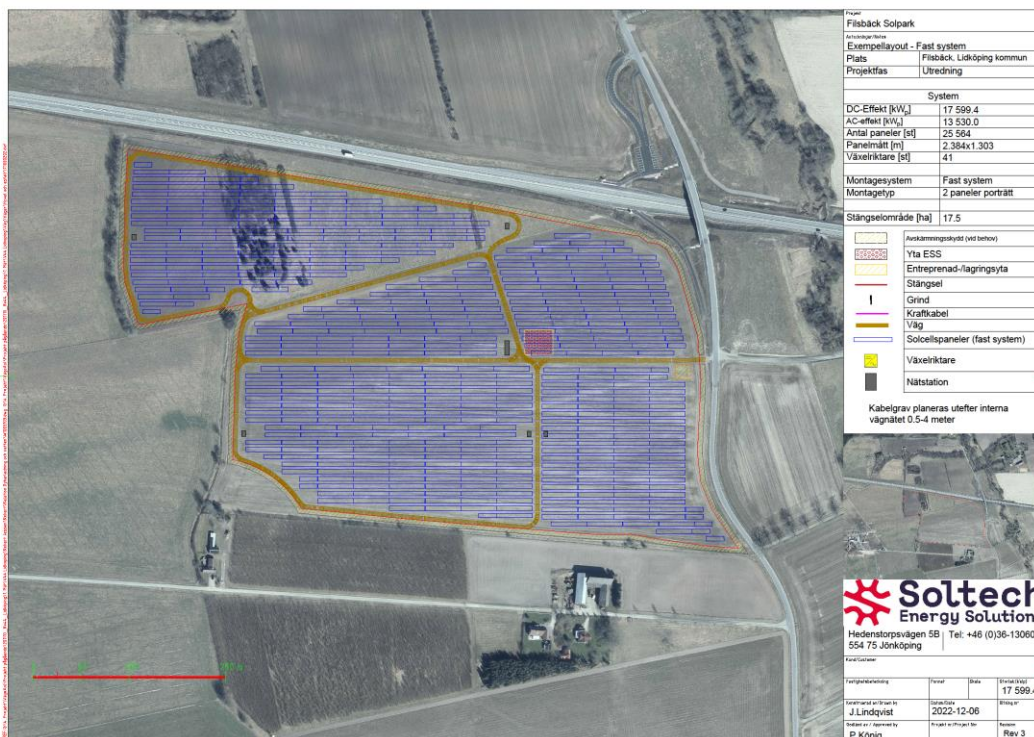 Projekt
Filsbäck Solpark
Exempellayout - Fast system
Plats Filsbäck, Lidköping kommun
Projektfas Utredning
System
DC-Effekt [kWp] 17 599.4
AC-effekt [kWp] 13 530.0
Antal paneler [st] 25 564
Panelmått [m] 2.384x1.303
Växelriktare [st] 41
Montagesystem Fast system
Montagetyp 2 paneler porträtt
Stängselområde [ha] 17.5
Avskärmningsskydd (vid behov)
Yta ESS
Entreprenad-/lagringsyta
Stängsel
Grind
Kraftkabel
Väg
Solcellspaneler (fast system)
Växelriktare
Nätstation
Kabelgrav planeras utefter interna
vägnätet 0.5-4 meter
Soltech
Energy Solution
Hedenstorpsvägen 5B Tel: +46 (0)36-13060
554 75 Jönköping
Kund/Customer
Format Skala
17 599.4
J.Lindqvist 2022-12-06
P König Rev 3